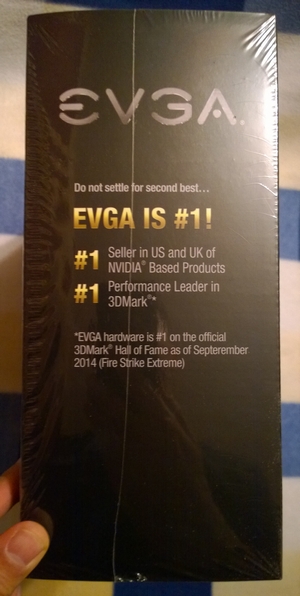 EVGA.
Do not settle for second best...
EVGA IS #1!
#1 Seller in US and UK of
NVIDIA® Based Products
#1 Performance Leader in
3DMark®*
*EVGA hardware is #1 on the official
3DMark® Hall of Fame as of Septerember
2014 (Fire Strike Extreme)